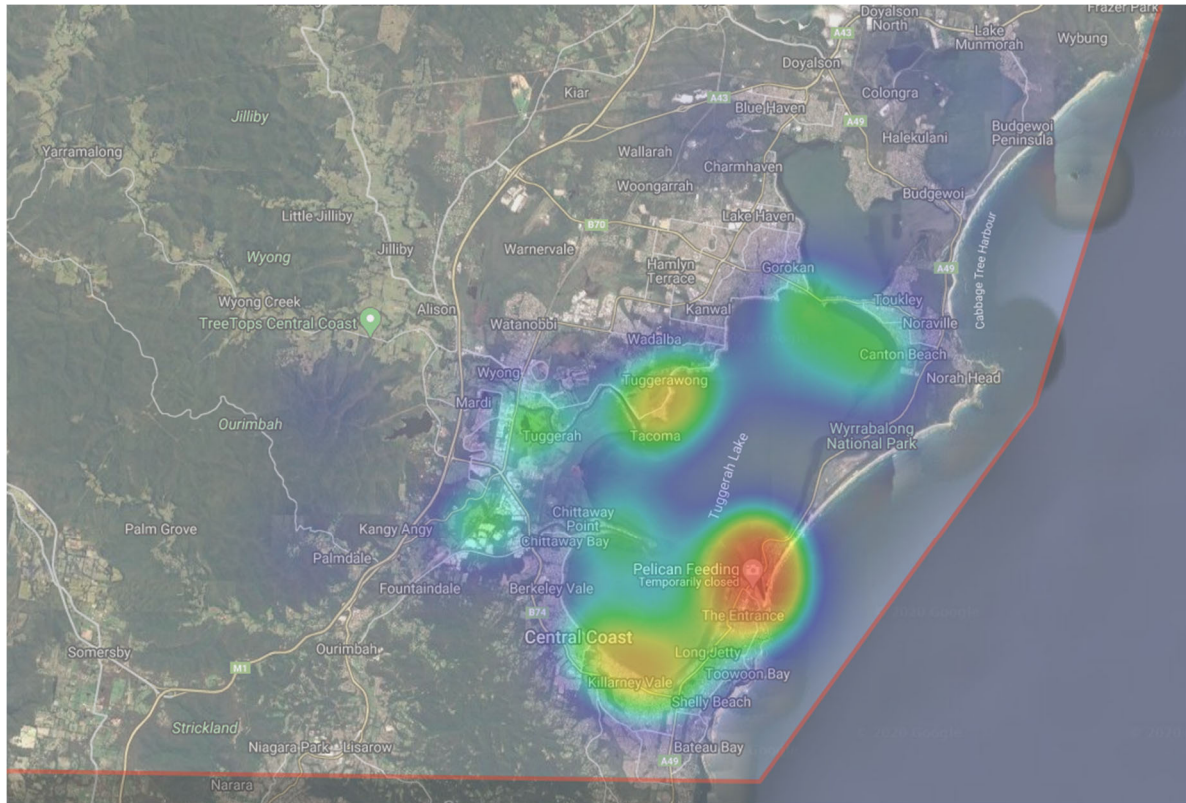 Frazer Park
Doyalson
North
A43
Lake
Munmorah
Wybung
Doyalson
Kiar
A43
Colongra
Blue Haven
Jilliby
A49
Halekulani
Budgewoi
Peninsula
Yarramalong
Wallarah
Charmhaven
Woongarrah
Budgewoi
Little Jilliby
Lake Haven
B70
Jilliby
Warnervale
Wyong
Hamlyn
Terrace
Gorokan
A49
Cabbage Tree Harbour
Wyong Creek
Alison
Kanwal
Toukley
TreeTops Central Coast
Watanobbi
Noraville
Wadalba
Canton Beach
Wyong
Tuggerawong
Norah Head
Mardi
Ourimbah
Tuggerah
Tacoma
Wyrrabalong
National Park
Tuggerah Lake
Chittaway
Point
Palm Grove
Kangy Angy
Chittaway Bay
Palmdale
Pelican Feeding
Temporarily closed
Fountaindale
Berkeley Vale
B74
The Entrance
Central Coast
Somersby
Ourimbah
Long Jetty
M1
Toowoon Bay
Killarney Vale
Shelly Beach
Strickland
Niagara Park
Lisarow
Bateau Bay
A49
Narara